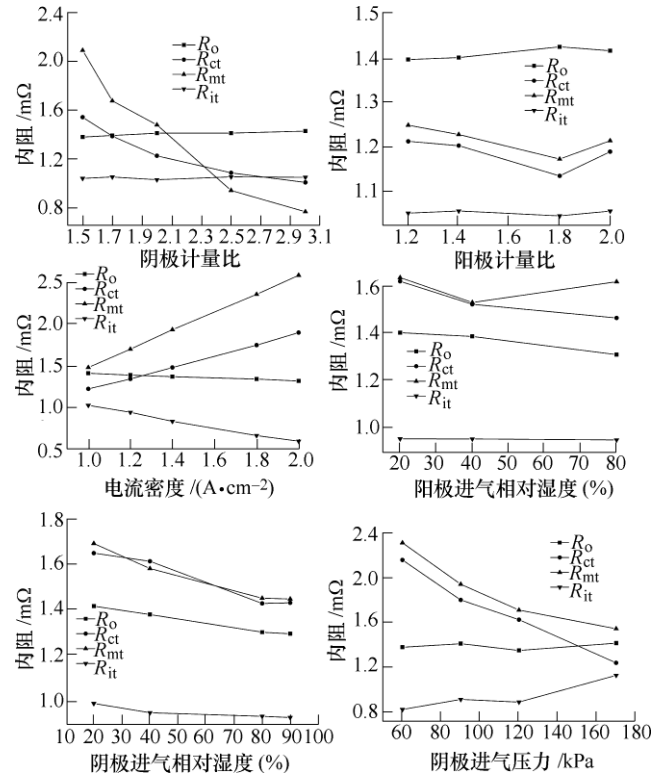 2.4
2.0
1.6
1.2
0.8
内阻/mΩ
Ro
Rct
Rmt
Rit
1.5 1.7 1.9 2.1 2.3 2.5 2.7 2.9 3.1
阴极计量比
1.5
1.4
1.3
1.2
1.1
内阻/mΩ
Ro
Rct
Rmt
Rit
1.2 1.4 1.6 1.8 2.0
阳极计量比
2.5
2.0
1.5
1.0
0.5
内阻/mΩ
Ro
Rct
Rmt
Rit
1.0 1.2 1.4 1.6 1.8 2.0
电流密度/(A•cm–2)
1.6
1.4
1.2
1.0
内阻/mΩ
Ro
Rct
Rmt
Rit
20 30 40 50 60 70 80
阳极进气相对湿度(%)
1.8
1.6
1.4
1.2
1.0
内阻/mΩ
Ro
Rct
Rmt
Rit
10 20 30 40 50 60 70 80 90 100
阴极进气相对湿度(%)
2.4
2.0
1.6
1.2
0.8
内阻/mΩ
Ro
Rct
Rmt
Rit
60 80 100 120 140 160 180
阴极进气压力/kPa